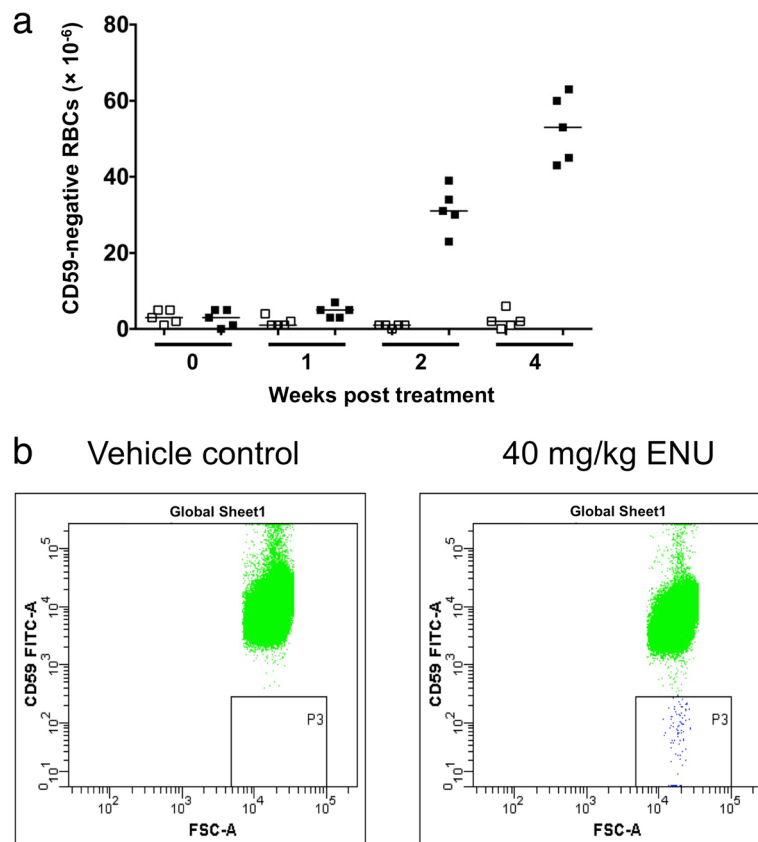 a
CD59-negative RBCs (× 10⁻⁶)
80
60
40
20
0
0 1 2 4
Weeks post treatment
b
Vehicle control
Global Sheet1
CD59 FITC-A
10⁵
10⁴
10³
10²
10¹
0
P3
10² 10³ 10⁴ 10⁵
FSC-A
40 mg/kg ENU
Global Sheet1
CD59 FITC-A
10⁵
10⁴
10³
10²
10¹
0
P3
10² 10³ 10⁴ 10⁵
FSC-A